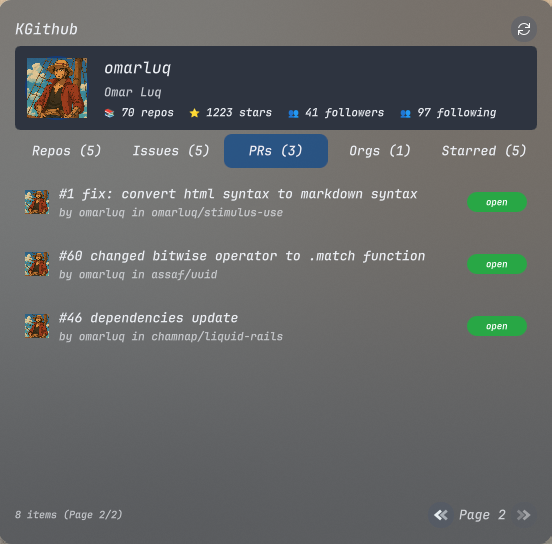 KGithub
omarluq
Omar Luq
📚 70 repos ⭐ 1223 stars 👥 41 followers 👥 97 following
Repos (5) Issues (5) PRs (3) Orgs (1) Starred (5)
#1 fix: convert html syntax to markdown syntax
open
by omarluq in omarluq/stimulus-use
#60 changed bitwise operator to .match function
open
by omarluq in assaf/uuid
#46 dependencies update
open
by omarluq in chamnap/liquid-rails
8 items (Page 2/2) Page 2